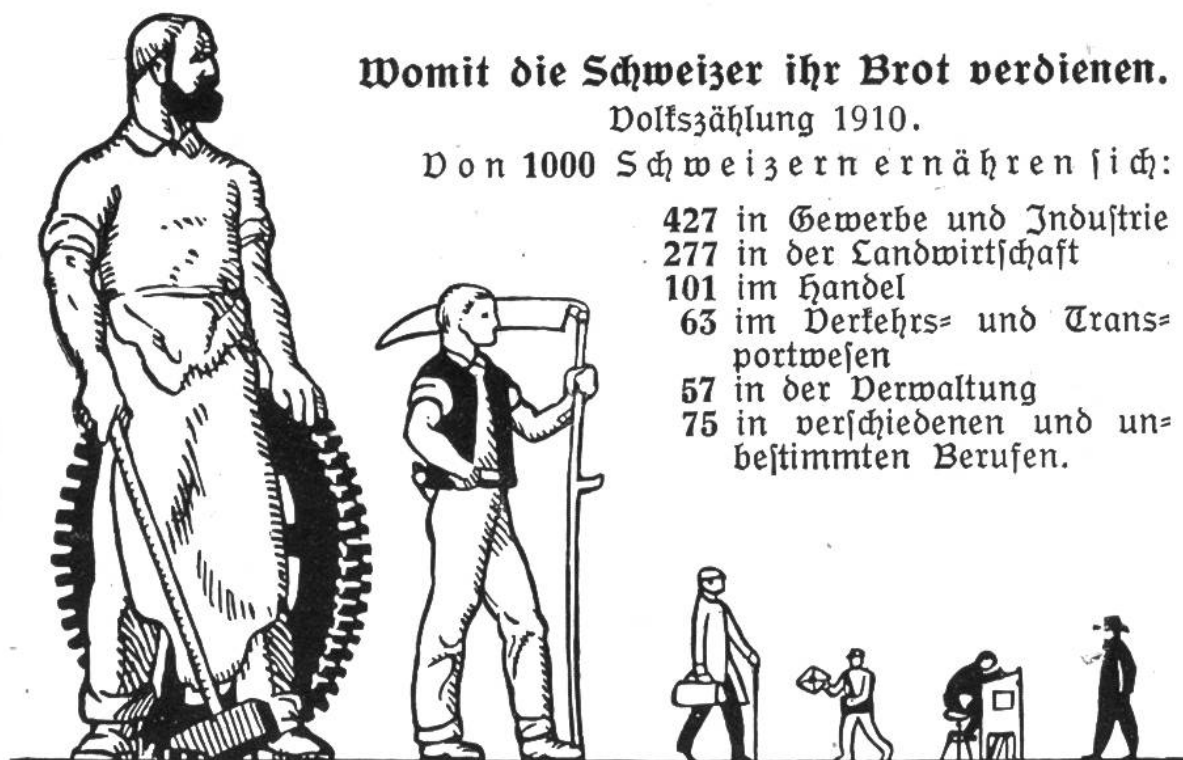 Womit die Schweizer ihr Brot verdienen.
Volkszählung 1910.
Von 1000 Schweizern ernähren sich:
427 in Gewerbe und Industrie
277 in der Landwirtschaft
101 im Handel
63 im Verkehrs- und Trans-
portwesen
57 in der Verwaltung
75 in verschiedenen und un-
bestimmten Berufen.